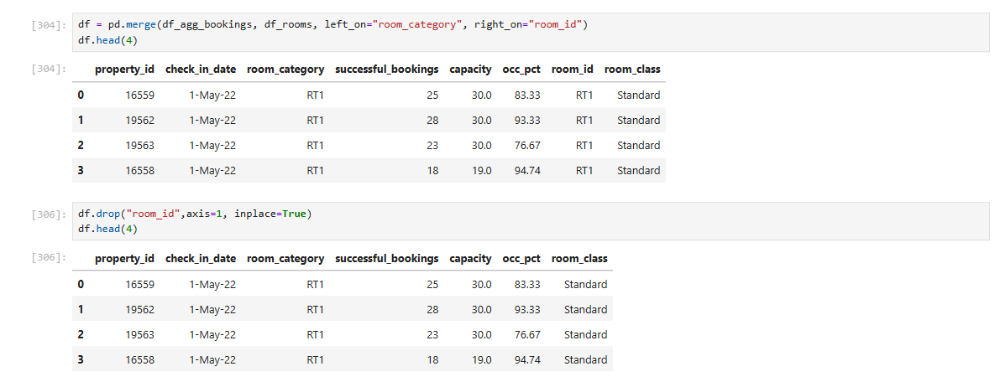 [304]: df = pd.merge(df_agg_bookings, df_rooms, left_on="room_category", right_on="room_id")
df.head(4)
[304]: property_id check_in_date room_category successful_bookings capacity occ_pct room_id room_class
0 16559 1-May-22 RT1 25 30.0 83.33 RT1 Standard
1 19562 1-May-22 RT1 28 30.0 93.33 RT1 Standard
2 19563 1-May-22 RT1 23 30.0 76.67 RT1 Standard
3 16558 1-May-22 RT1 18 19.0 94.74 RT1 Standard
[306]: df.drop("room_id",axis=1, inplace=True)
df.head(4)
[306]: property_id check_in_date room_category successful_bookings capacity occ_pct room_class
0 16559 1-May-22 RT1 25 30.0 83.33 Standard
1 19562 1-May-22 RT1 28 30.0 93.33 Standard
2 19563 1-May-22 RT1 23 30.0 76.67 Standard
3 16558 1-May-22 RT1 18 19.0 94.74 Standard